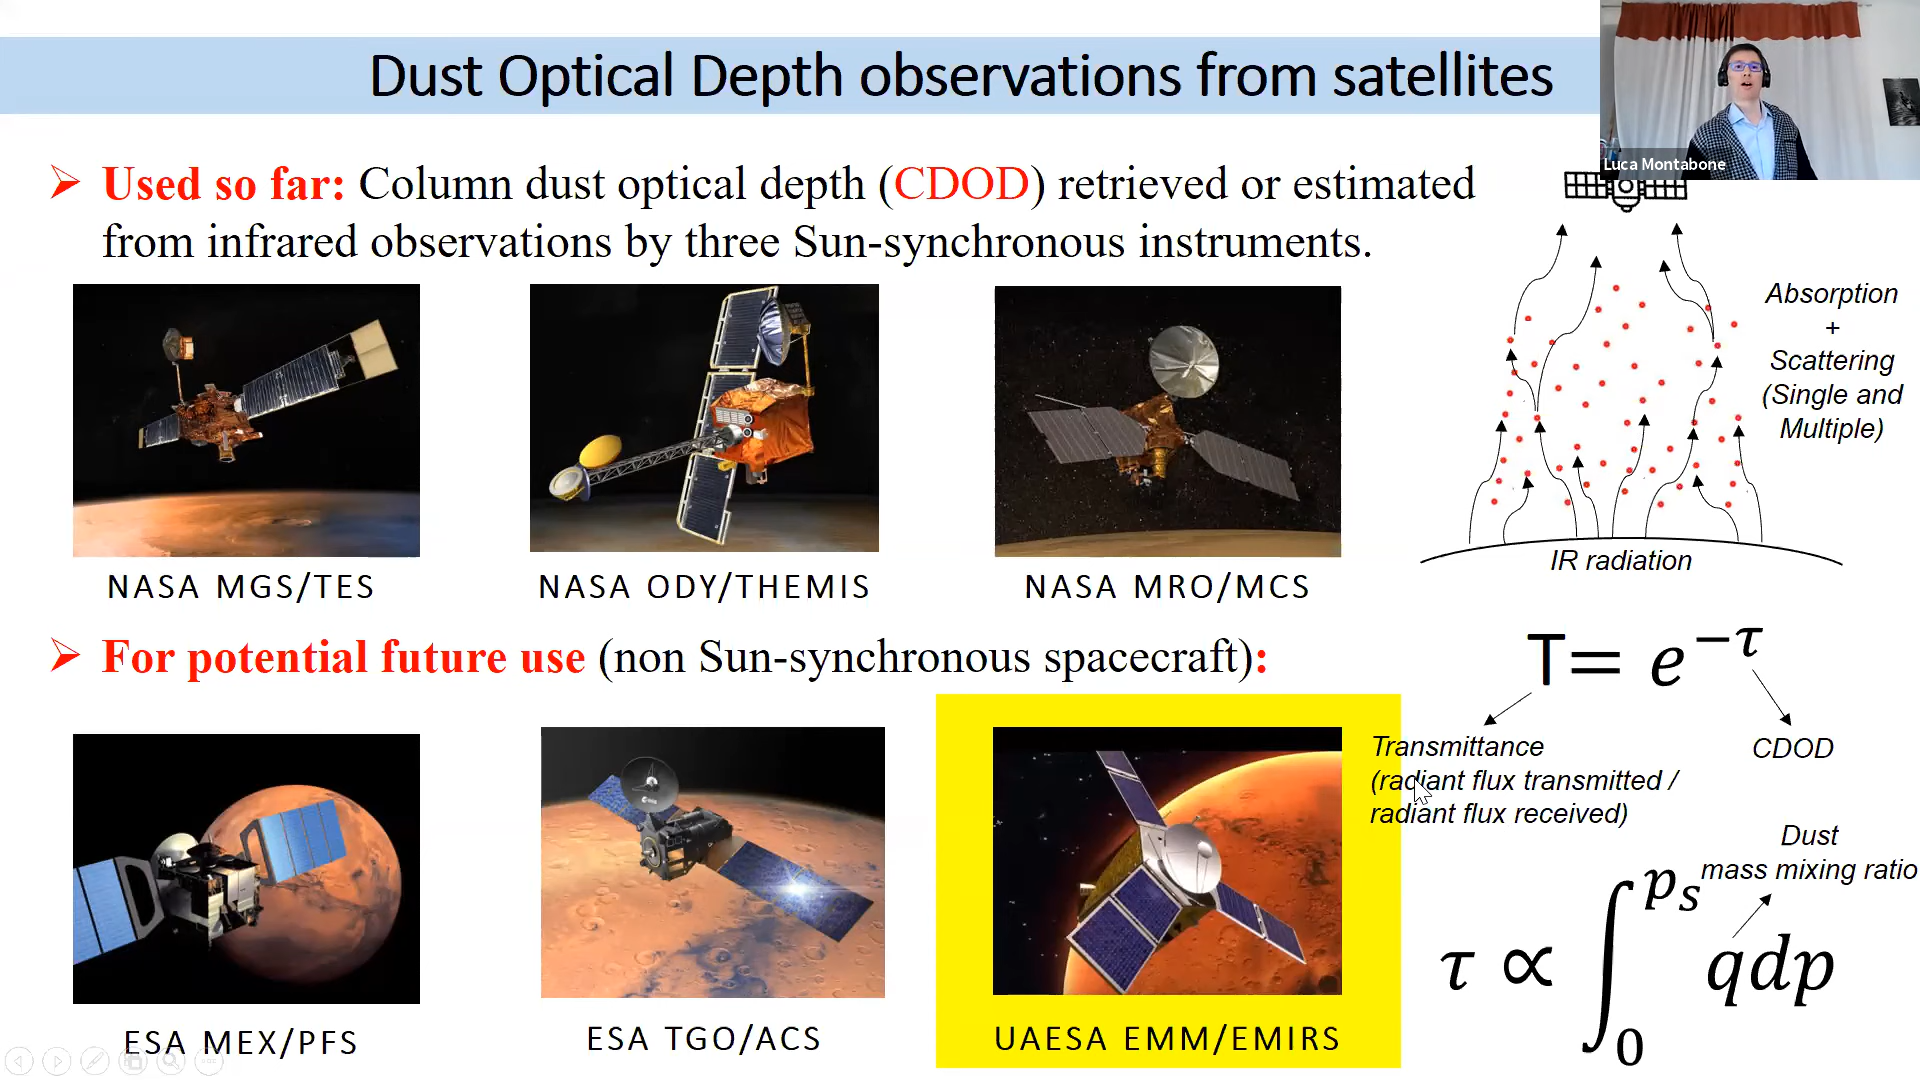 Dust Optical Depth observations from satellites
Luca Montabone
➢ Used so far: Column dust optical depth (CDOD) retrieved or estimated
from infrared observations by three Sun-synchronous instruments.
NASA MGS/TES
NASA ODY/THEMIS
NASA MRO/MCS
Absorption
+
Scattering
(Single and
Multiple)
IR radiation
➢ For potential future use (non Sun-synchronous spacecraft):
ESA MEX/PFS
ESA TGO/ACS
UAESA EMM/EMIRS
T= e^{−τ}
Transmittance
(radiant flux transmitted /
radiant flux received)
CDOD
Dust
mass mixing ratio
τ ∝ ∫_0^{p_s} qdp